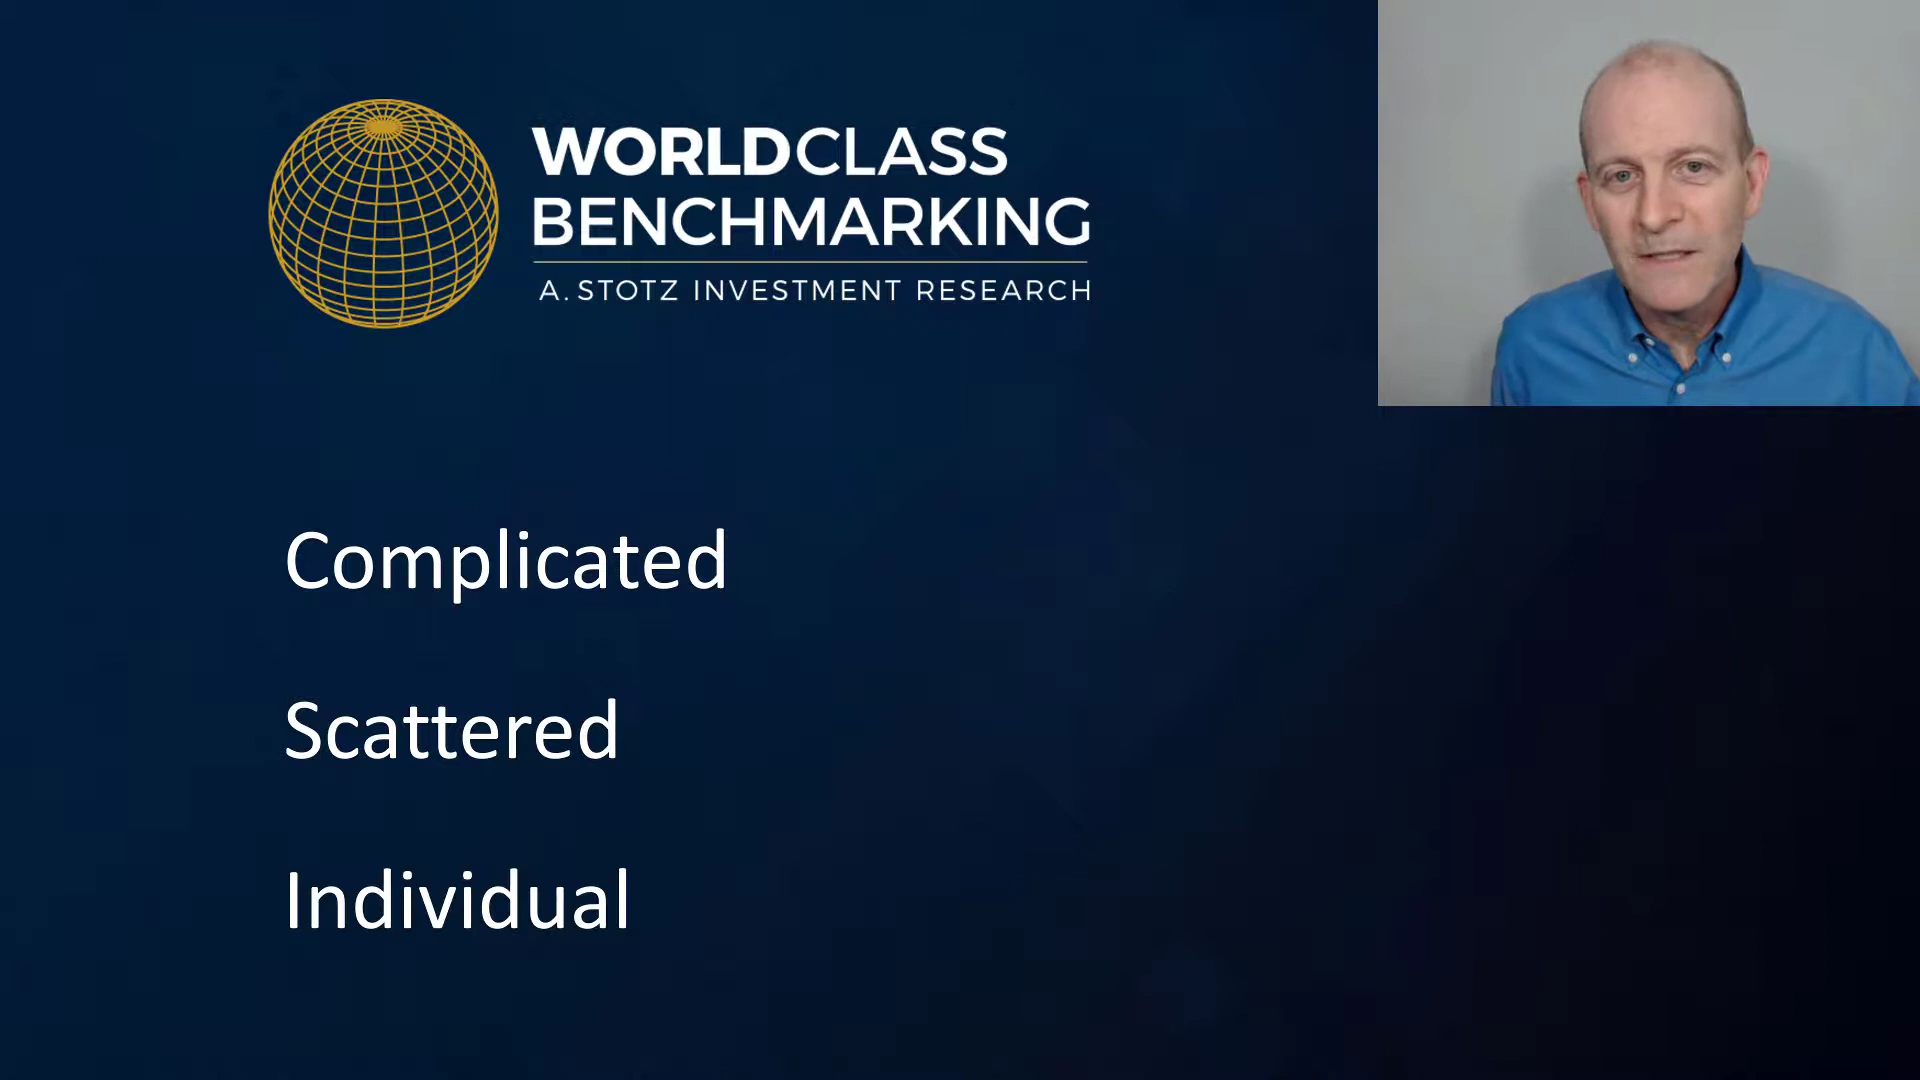 WORLDCLASS
BENCHMARKING
A. STOTZ INVESTMENT RESEARCH
Complicated
Scattered
Individual